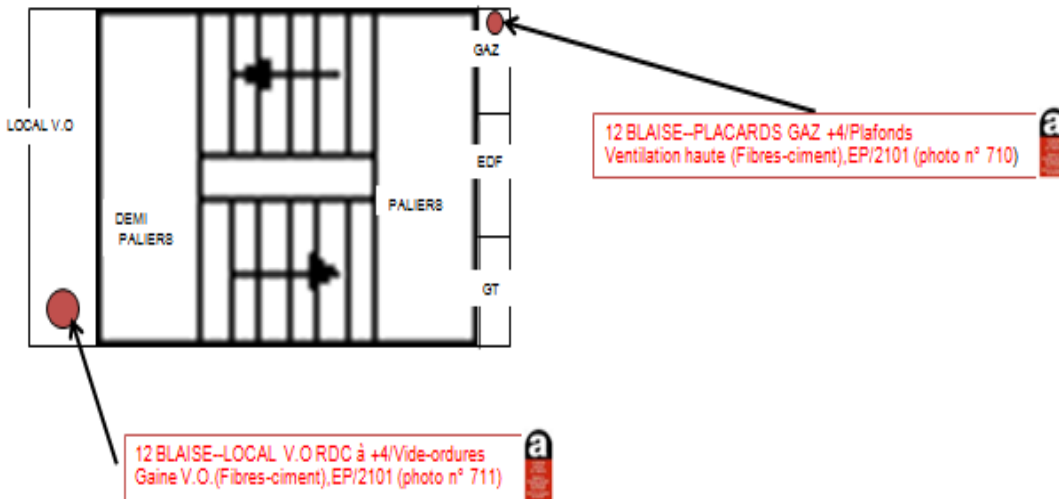 GAZ
LOCAL V.O
12 BLAISE--PLACARDS GAZ +4/Plafonds
Ventilation haute (Fibres-ciment),EP/2101 (photo n° 710)
a
EDF
PALIERS
DEMI
PALIERS
GT
12 BLAISE--LOCAL V.O RDC à +4/Vide-ordures
Gaine V.O.(Fibres-ciment),EP/2101 (photo n° 711)
a